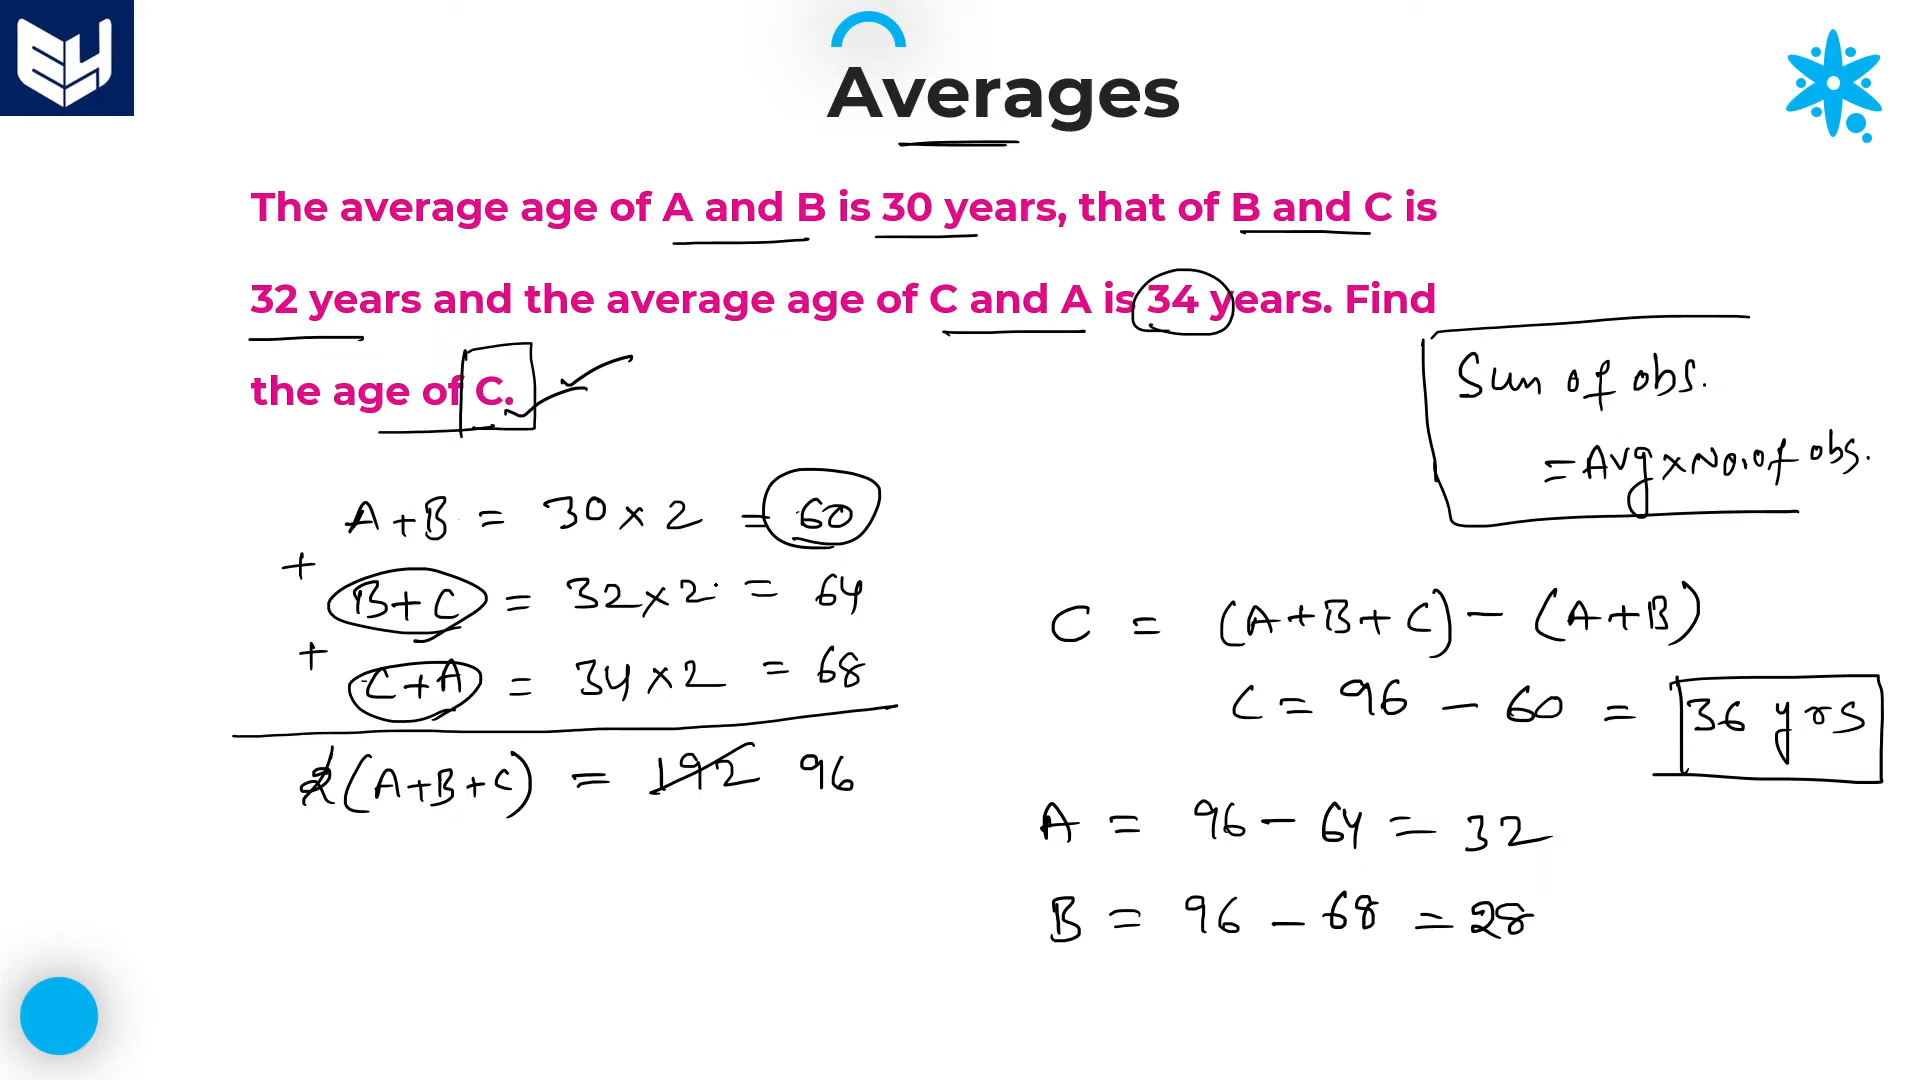 EY
Averages
The average age of A and B is 30 years, that of B and C is
32 years and the average age of C and A is 34 years. Find
the age of C.
Sum of obs.
= Avg × No. of obs.
A + B = 30 × 2 = 60
+
B + C = 32 × 2 = 64
+
C + A = 34 × 2 = 68
2 (A + B + C) = 192 96
C = (A + B + C) - (A + B)
C = 96 - 60 = 36 yrs
A = 96 - 64 = 32
B = 96 - 68 = 28